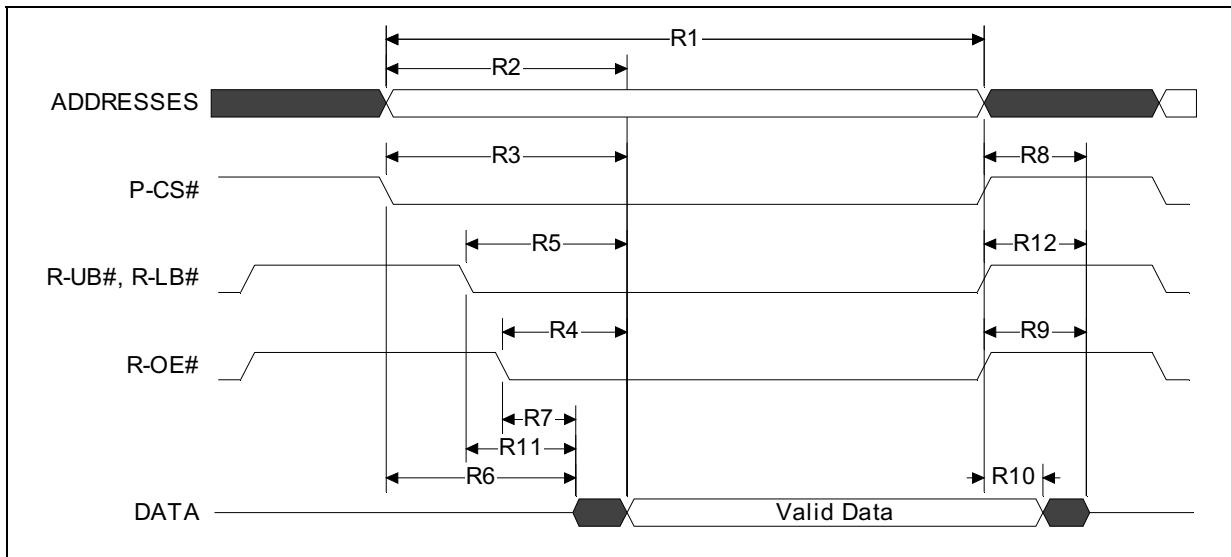 R1
R2
ADDRESSES
R3
R8
P-CS#
R5
R12
R-UB#, R-LB#
R4
R9
R-OE#
R7
R11
R6
R10
DATA
Valid Data